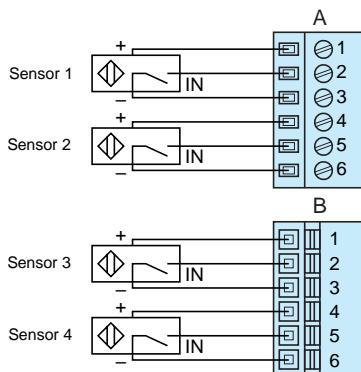 A
+ 1
Sensor 1 2
IN
– 3
+ 4
Sensor 2 5
IN
– 6
B
+ 1
Sensor 3 2
IN
– 3
+ 4
Sensor 4 5
IN
– 6